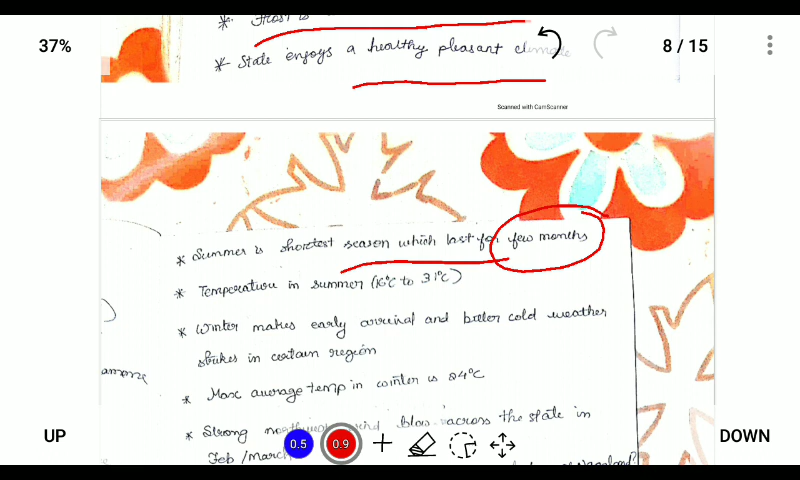 37%
8 / 15
* Frost is
* State enjoys a healthy pleasant climate
Scanned with CamScanner
* Summer is shortest season which last for few months
* Temperature in summer (16°C to 31°C)
* Winter makes early arrival and bitter cold weather
strikes in certain region
* Max average temp in winter is 24°C
* Strong wind blow across the state in
Feb / March
UP
0.5
0.9
DOWN